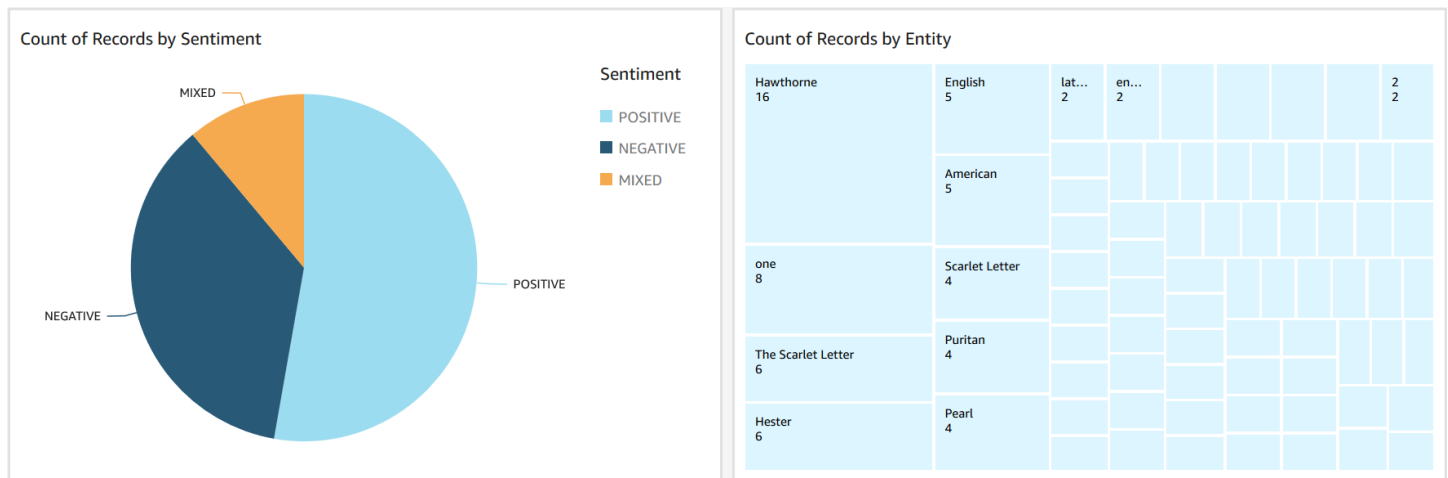 Count of Records by Sentiment
MIXED
POSITIVE
NEGATIVE
Sentiment
POSITIVE
NEGATIVE
MIXED
Count of Records by Entity
Hawthorne
16
one
8
The Scarlet Letter
6
Hester
6
English
5
American
5
Scarlet Letter
4
Puritan
4
Pearl
4
lat...
2
en...
2
2
2